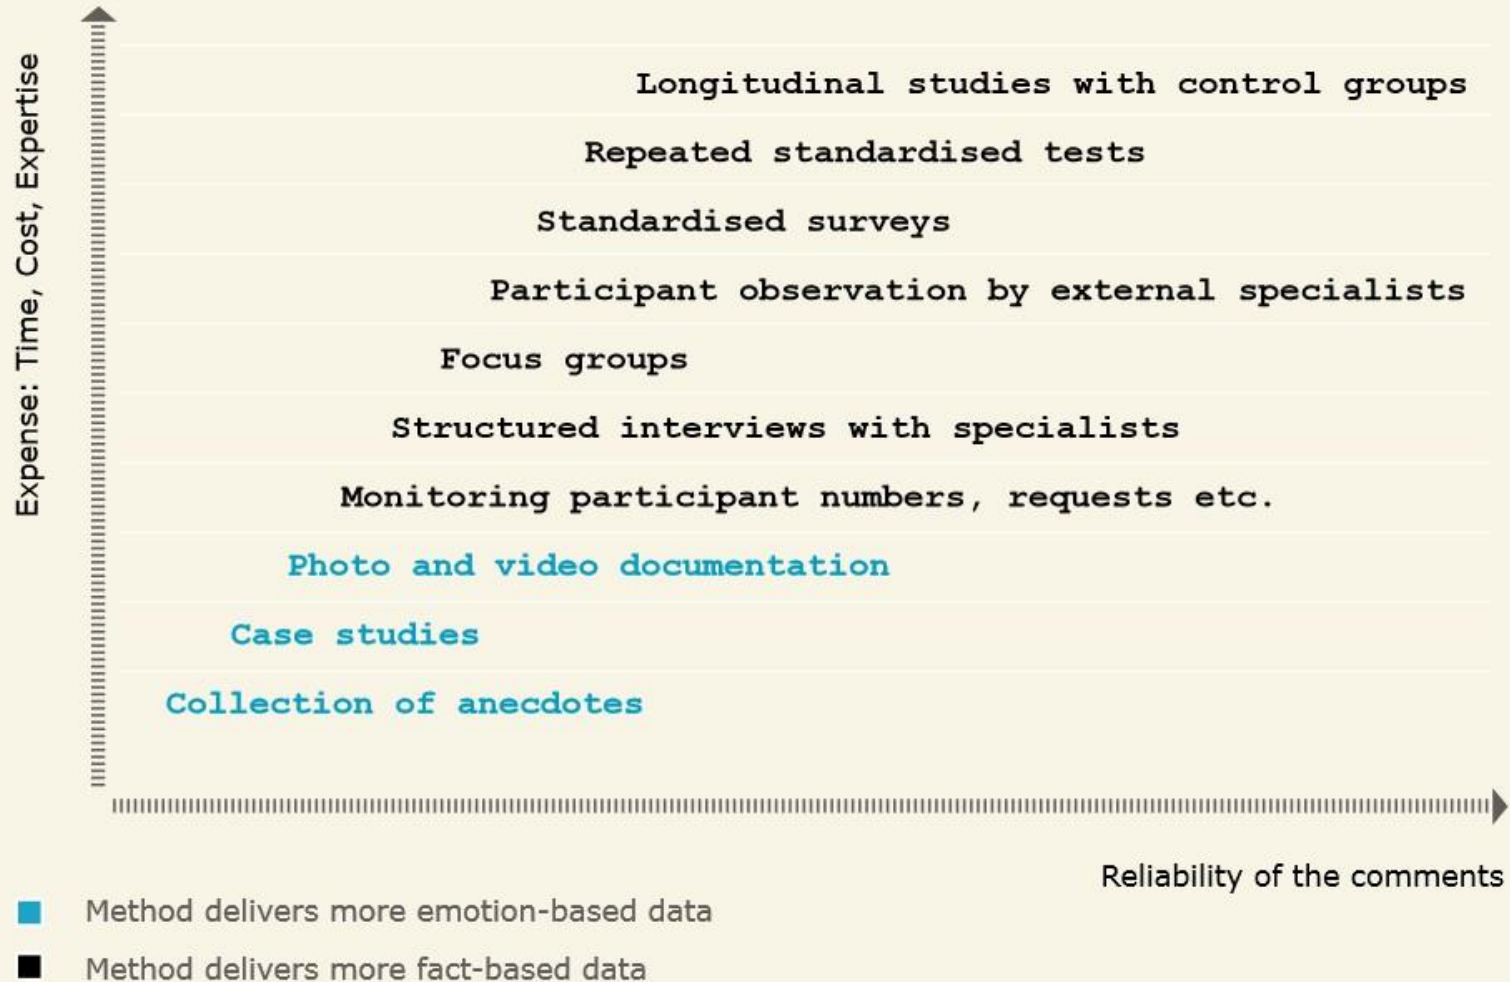 Expense: Time, Cost, Expertise
Longitudinal studies with control groups
Repeated standardised tests
Standardised surveys
Participant observation by external specialists
Focus groups
Structured interviews with specialists
Monitoring participant numbers, requests etc.
Photo and video documentation
Case studies
Collection of anecdotes
Reliability of the comments
Method delivers more emotion-based data
Method delivers more fact-based data